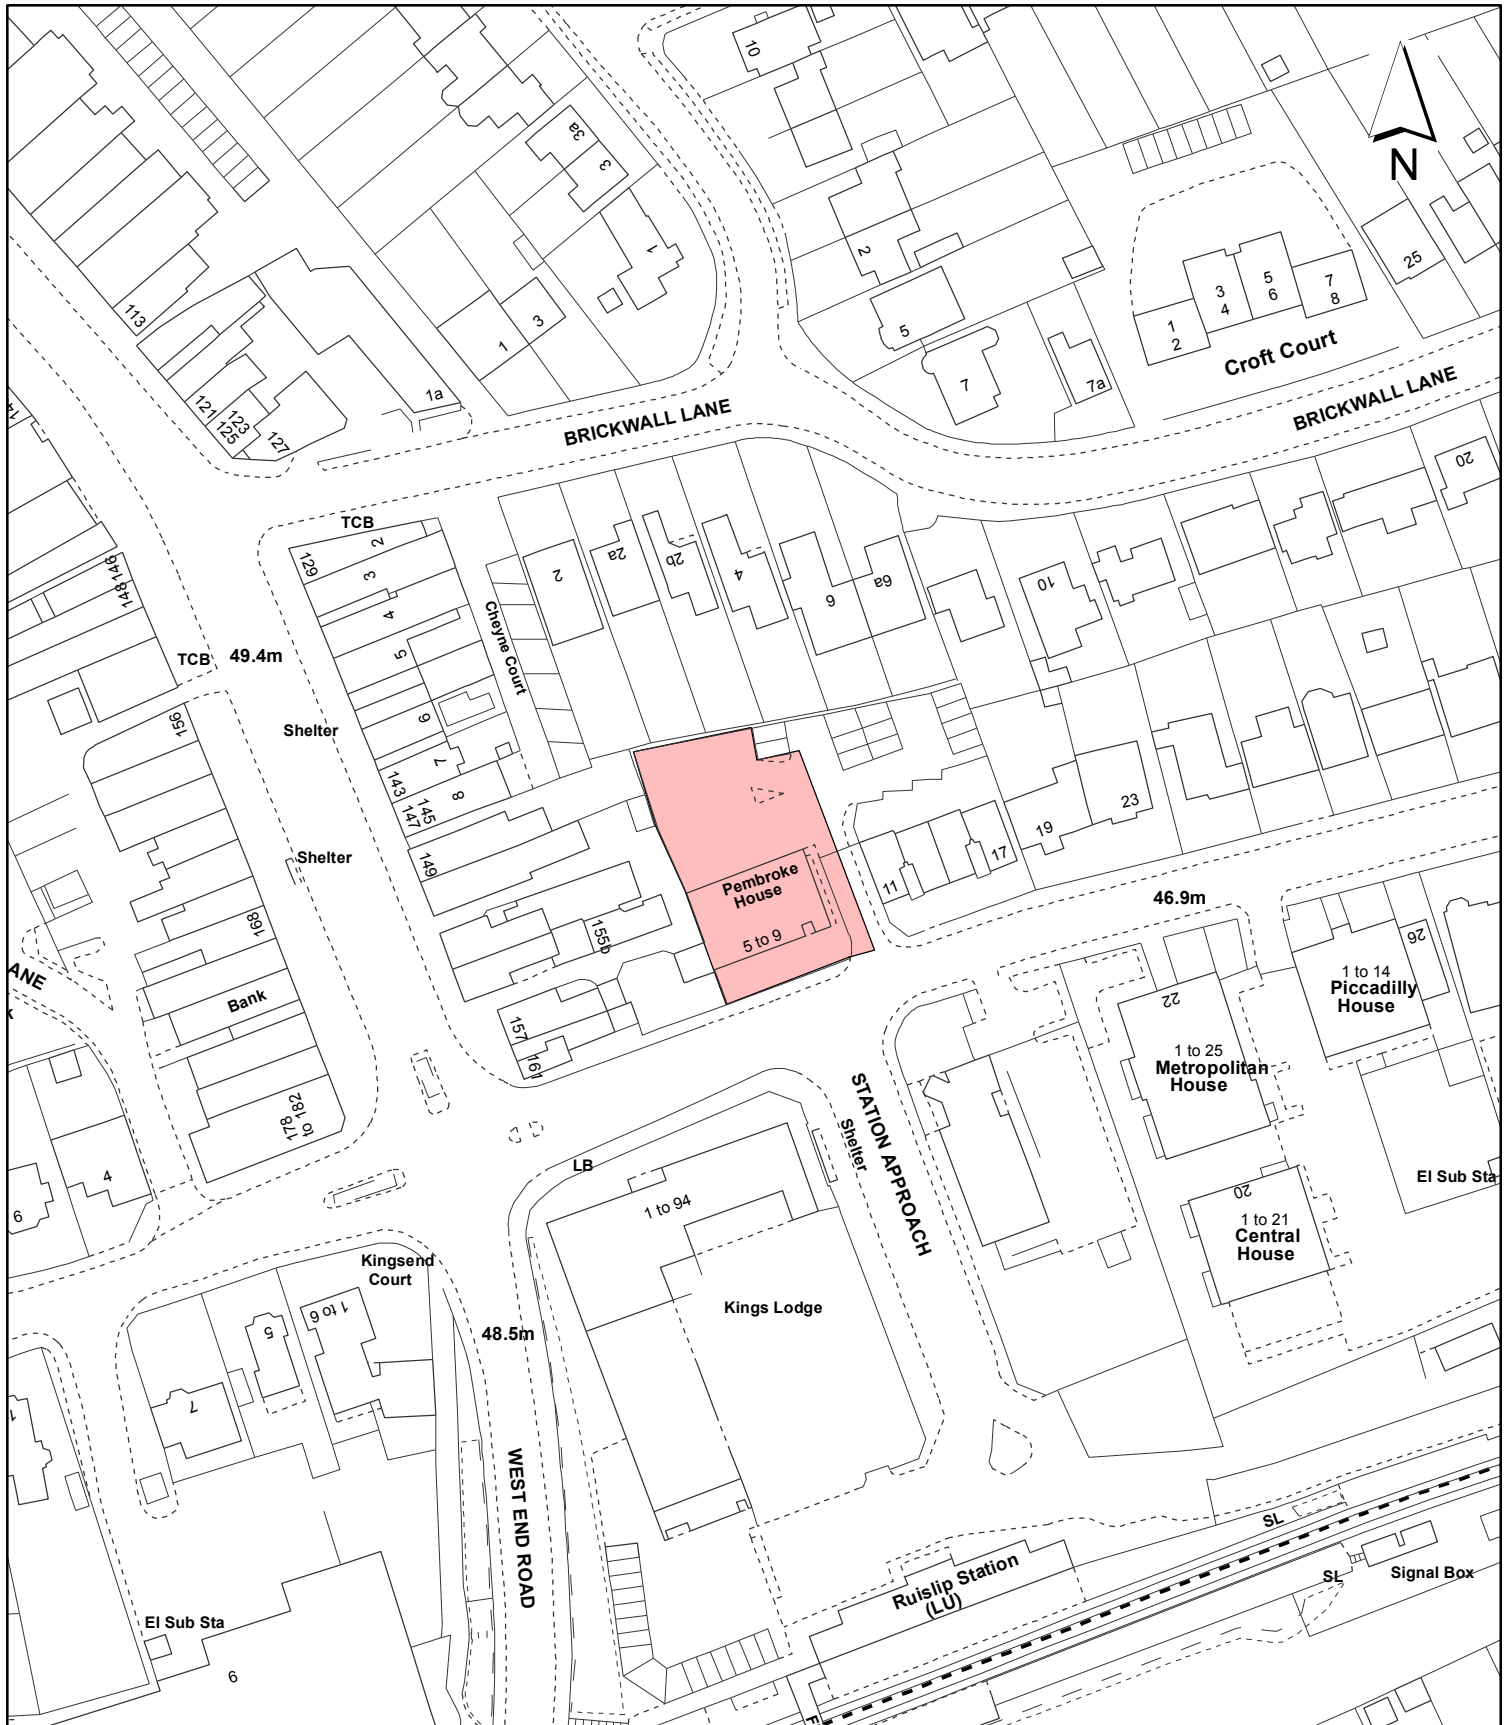 10
3a
3
N
1
2
25
113
3
1
5
3
4
5
6
7
8
1
2
Croft Court
7
7a
1a
121
123
125
127
BRICKWALL LANE
BRICKWALL LANE
20
TCB
129
2
3
4
5
6
7
8
2
2a
2b
4
6
6a
10
146
148
Cheyne Court
TCB
49.4m
156
Shelter
143
145
147
149
Shelter
23
19
17
11
Pembroke
House
5 to 9
46.9m
168
155b
Bank
ANE
26
1 to 14
Piccadilly
House
22
157
161
1 to 25
Metropolitan
House
178
to 182
STATION APPROACH
Shelter
LB
4
9
El Sub Sta
1 to 94
20
1 to 21
Central
House
Kingsend
Court
1 to 6
5
Kings Lodge
48.5m
7
WEST END ROAD
SL
Ruislip Station
(LU)
SL
Signal Box
El Sub Sta
6